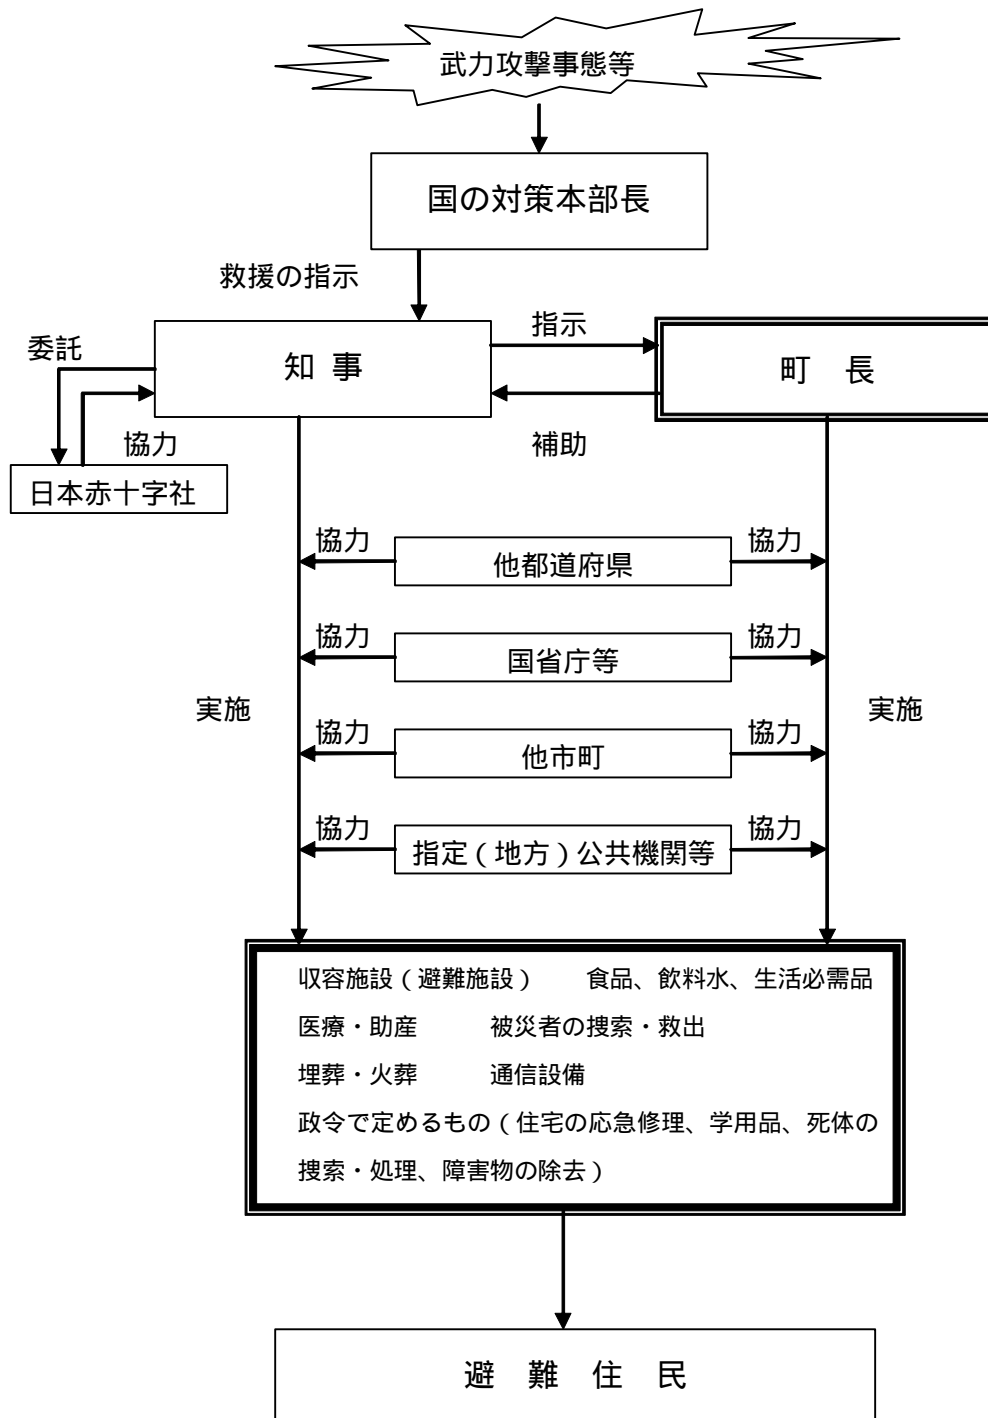 武力攻撃事態等
国の対策本部長
救援の指示
知 事
指示
町 長
委託
協力
補助
日本赤十字社
協力
他都道府県
協力
協力
国省庁等
協力
実施
実施
協力
他市町
協力
協力
指定(地方)公共機関等
協力
収容施設(避難施設) 食品、飲料水、生活必需品
医療・助産 被災者の捜索・救出
埋葬・火葬 通信設備
政令で定めるもの(住宅の応急修理、学用品、死体の
捜索・処理、障害物の除去)
避 難 住 民